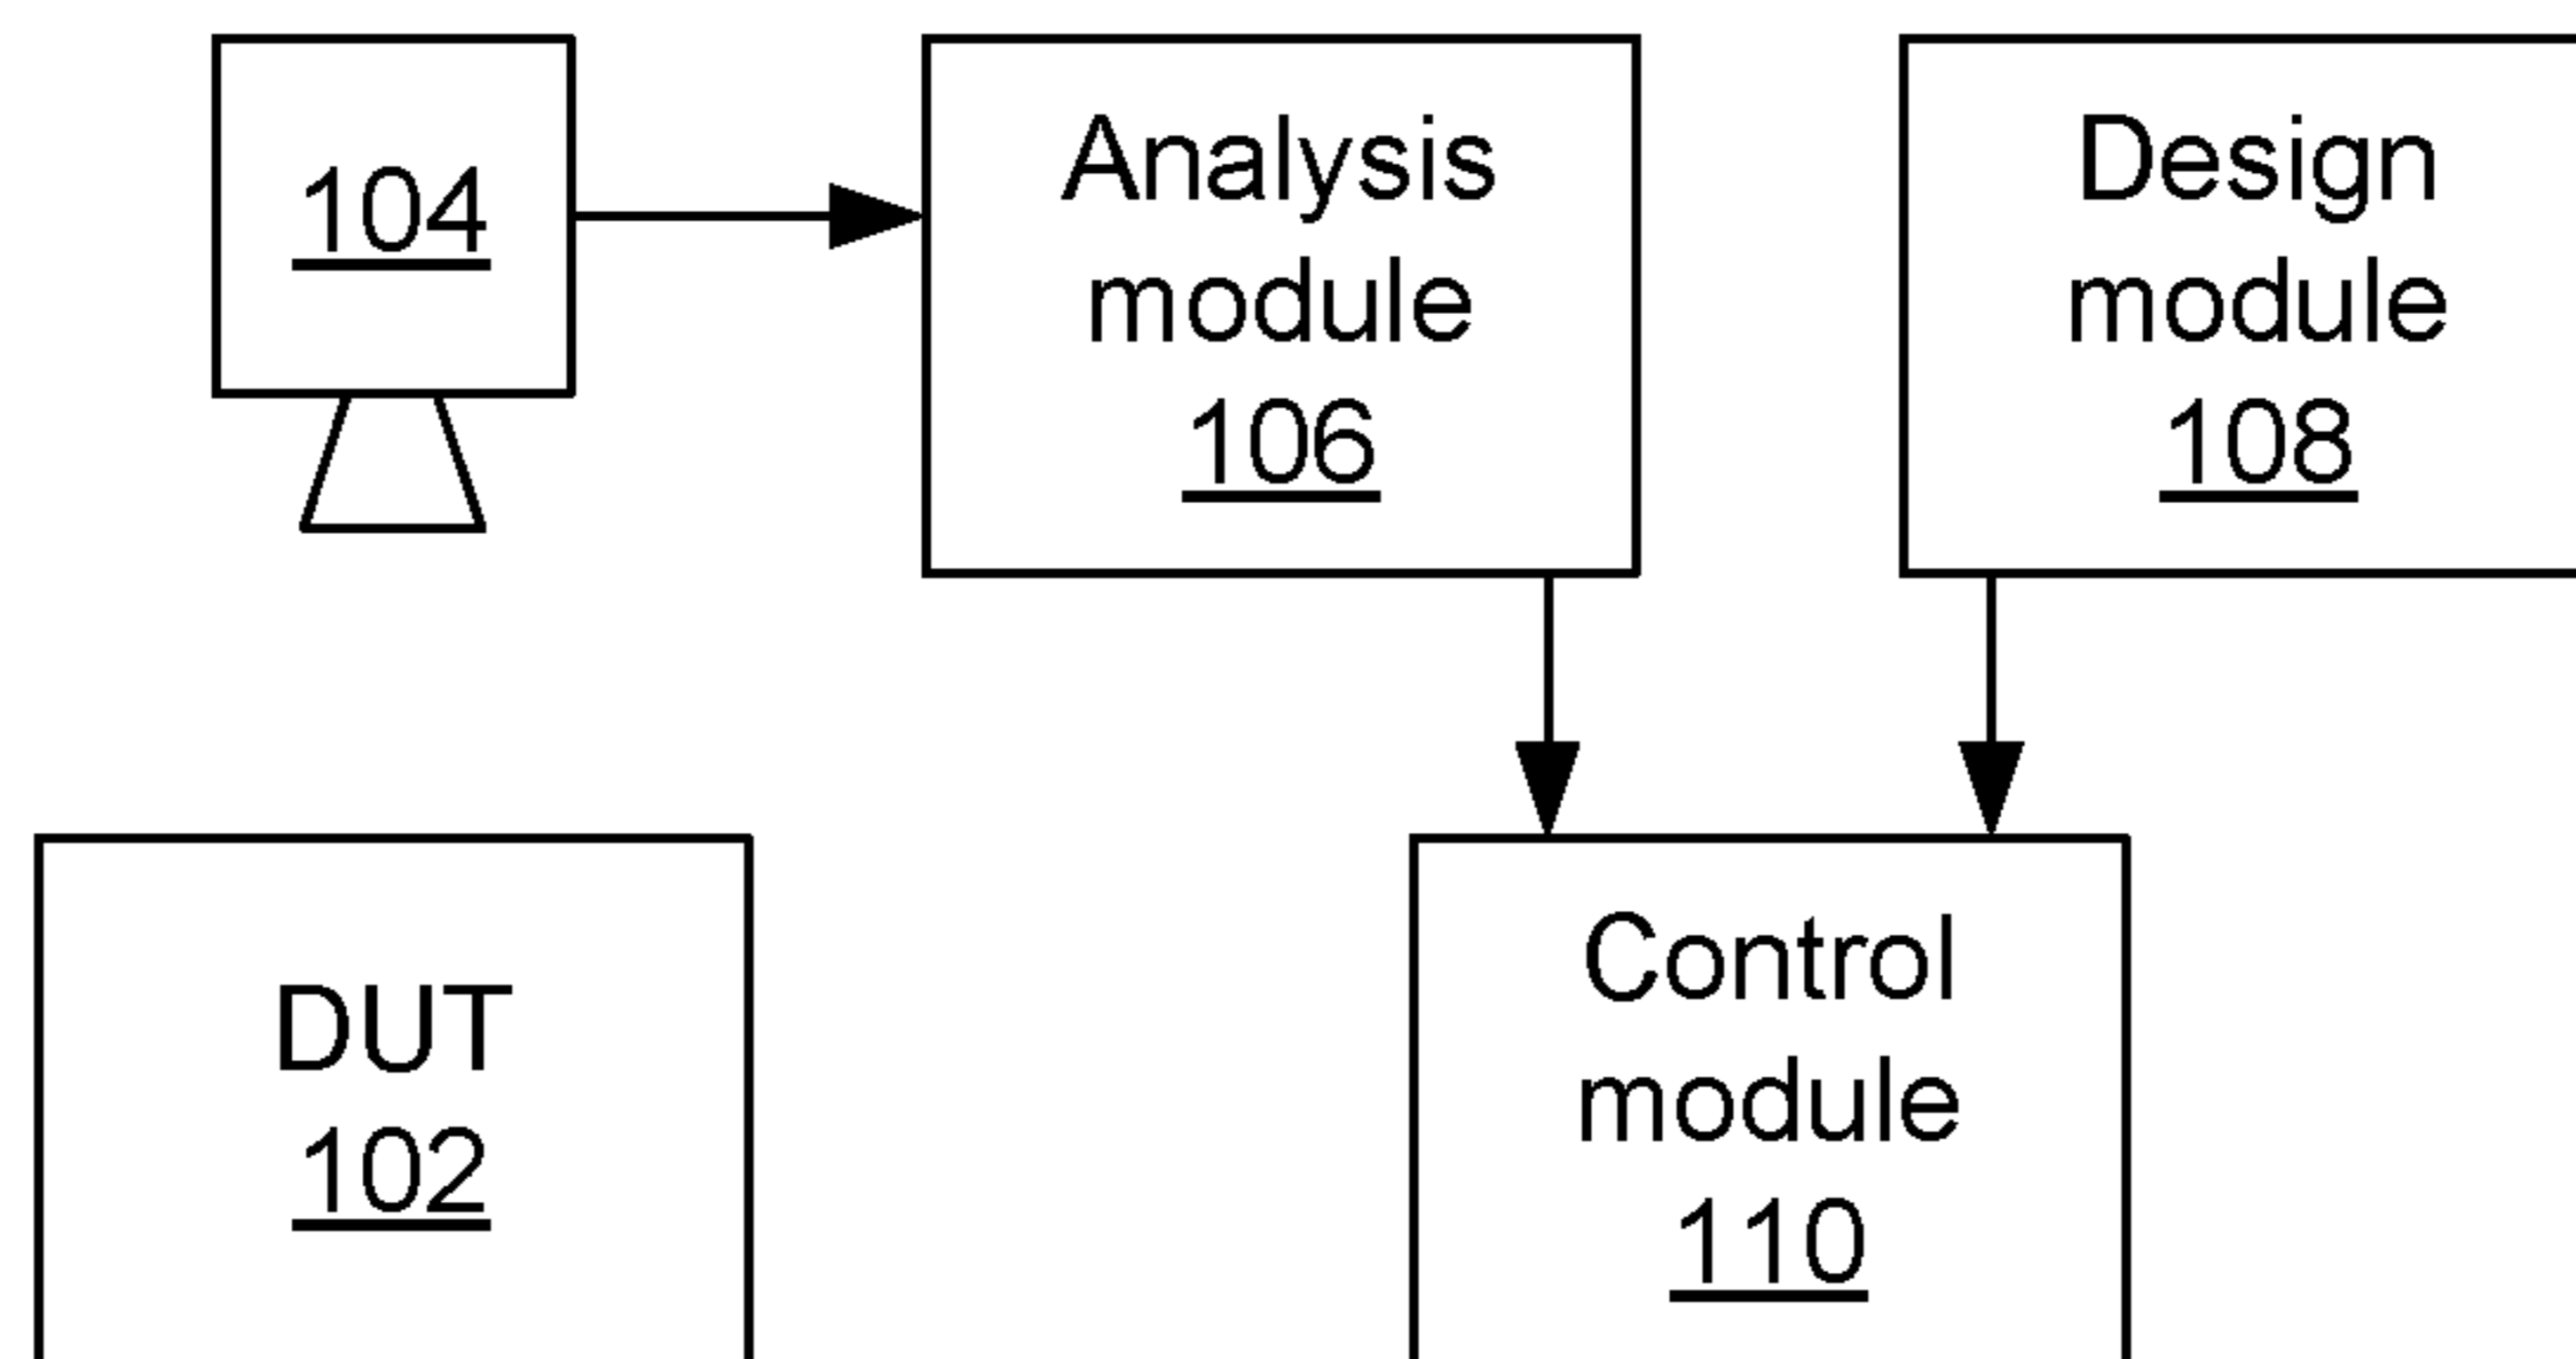 104
Analysis
module
106
Design
module
108
DUT
102
Control
module
110